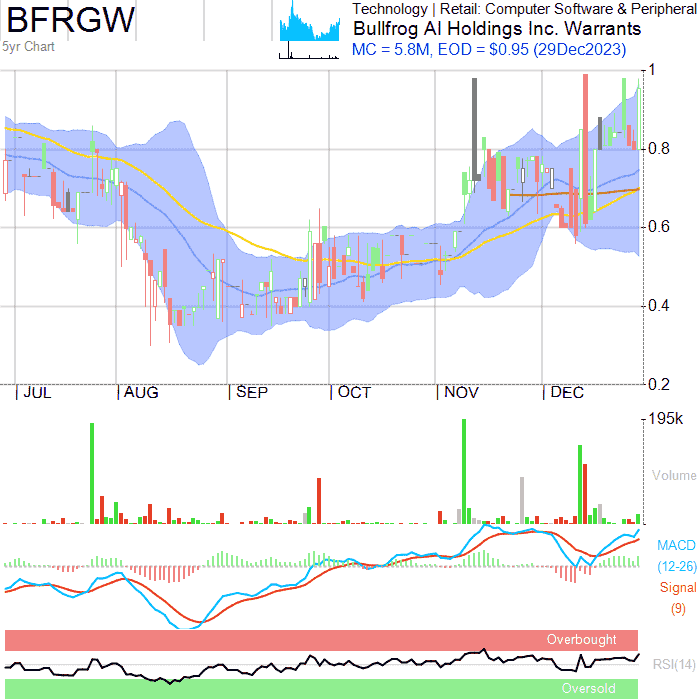 BFRGW
5yr Chart
Technology | Retail: Computer Software & Peripheral
Bullfrog AI Holdings Inc. Warrants
MC = 5.8M, EOD = $0.95 (29Dec2023)
1
0.8
0.6
0.4
0.2
JUL AUG SEP OCT NOV DEC
195k
Volume
MACD
(12-26)
Signal
(9)
Overbought
RSI(14)
Oversold